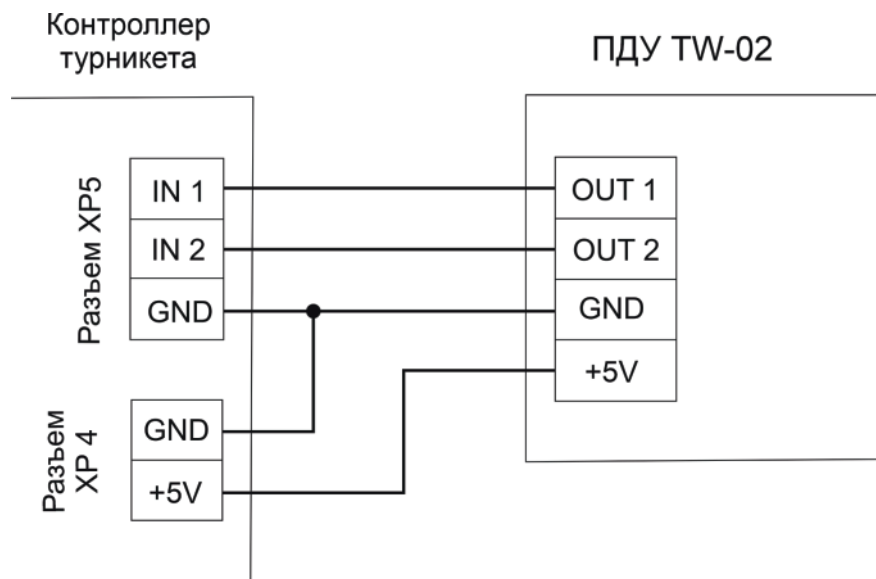 Контроллер
турникета
ПДУ TW-02
Разъем XP5
IN 1
IN 2
GND
OUT 1
OUT 2
GND
+5V
Разъем
XP 4
GND
+5V